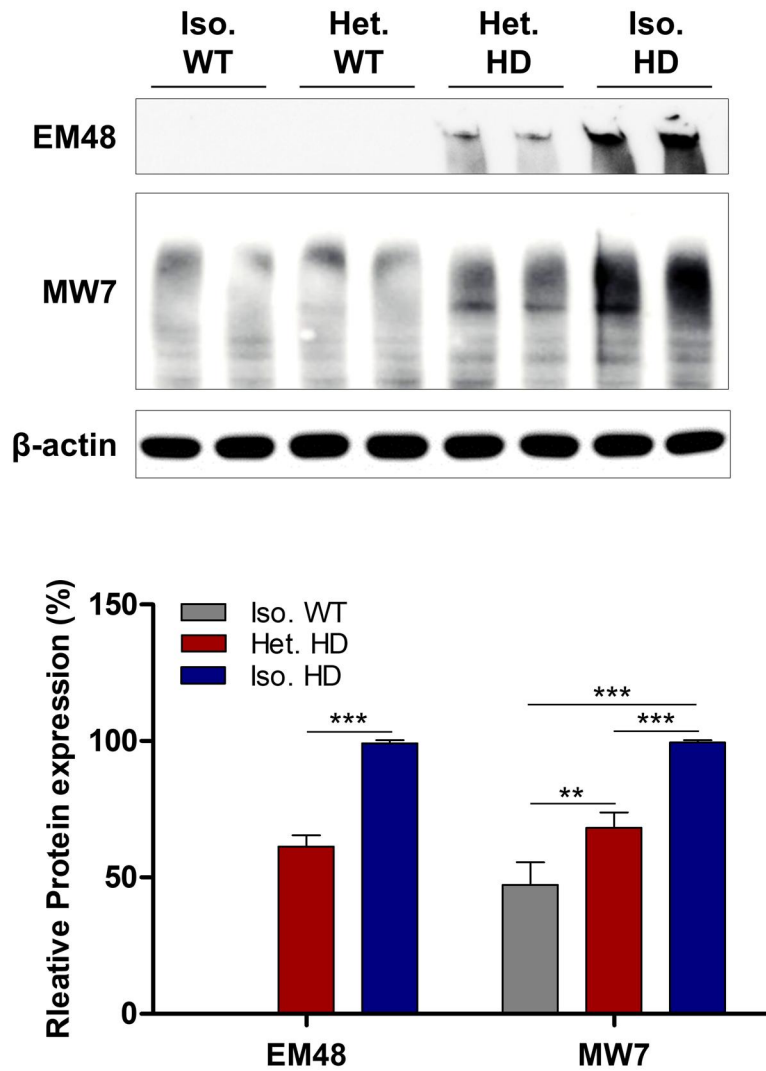 Iso. Het. Het. Iso.
WT WT HD HD
EM48
MW7
β-actin
Rleative Protein expression (%)
150
100
50
0
Iso. WT
Het. HD
Iso. HD
***
***
***
**
EM48 MW7